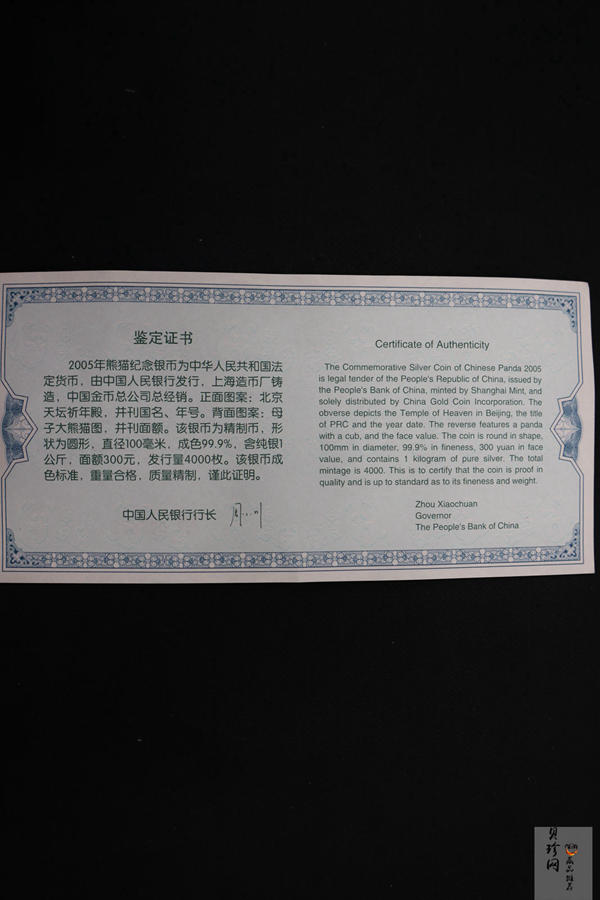 鉴定证书
2005年熊猫纪念银币为中华人民共和国法
定货币，由中国人民银行发行，上海造币厂铸
造，中国金币总公司总经销。正面图案：北京
天坛祈年殿，并刊国名、年号。背面图案：母
子大熊猫图，并刊面额。该银币为精制币，形
状为圆形，直径100毫米，成色99.9%，含纯银1
公斤，面额300元，发行量4000枚。该银币成
色标准，重量合格，质量精制，谨此证明。
中国人民银行行长
Certificate of Authenticity
The Commemorative Silver Coin of Chinese Panda 2005
is legal tender of the People's Republic of China, issued by
the People's Bank of China, minted by Shanghai Mint, and
solely distributed by China Gold Coin Incorporation. The
obverse depicts the Temple of Heaven in Beijing, the title
of PRC and the year date. The reverse features a panda
with a cub, and the face value. The coin is round in shape,
100mm in diameter, 99.9% in fineness, 300 yuan in face
value, and contains 1 kilogram of pure silver. The total
mintage is 4000. This is to certify that the coin is proof in
quality and is up to standard as to its fineness and weight.
Zhou Xiaochuan
Governor
The People's Bank of China
贝珍网
藏品推荐